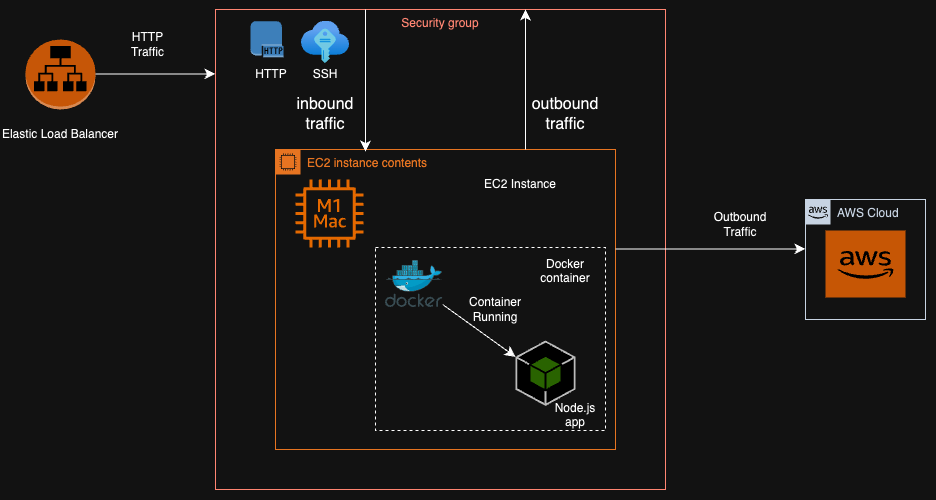 HTTP
Traffic
Elastic Load Balancer
Security group
HTTP
HTTP
SSH
inbound
traffic
outbound
traffic
EC2 instance contents
EC2 Instance
M1
Mac
Docker
container
docker
Container
Running
Node.js
app
Outbound
Traffic
aws
AWS Cloud
aws